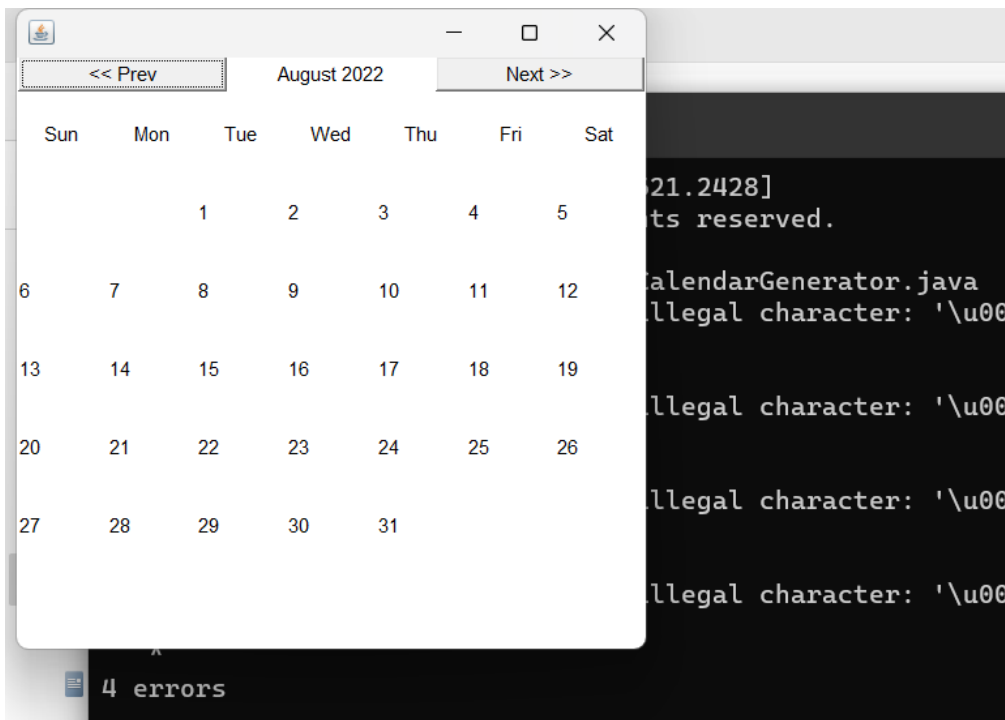 << Prev August 2022 Next >>
Sun Mon Tue Wed Thu Fri Sat
1 2 3 4 5
6 7 8 9 10 11 12
13 14 15 16 17 18 19
20 21 22 23 24 25 26
27 28 29 30 31
521.2428]
ts reserved.
CalendarGenerator.java
llegal character: '\u00
llegal character: '\u00
llegal character: '\u00
llegal character: '\u00
^
4 errors